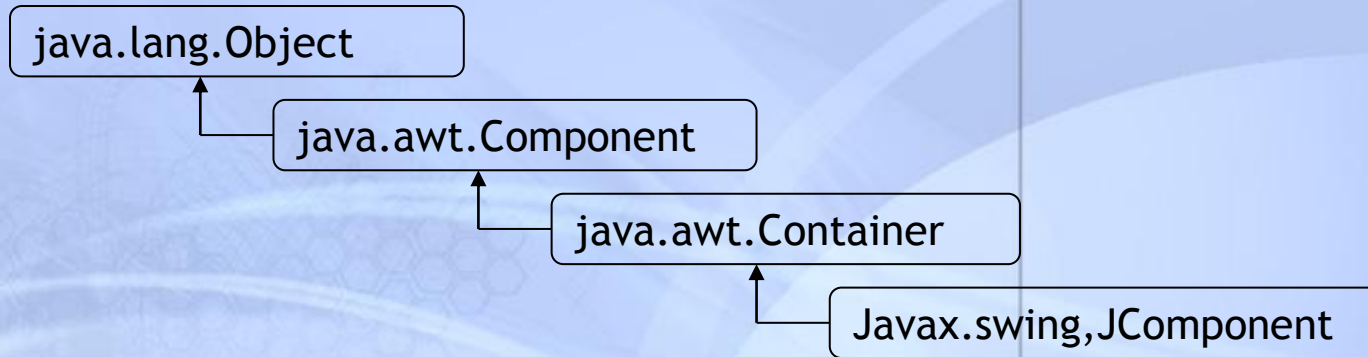 java.lang.Object
java.awt.Component
java.awt.Container
Javax.swing,JComponent